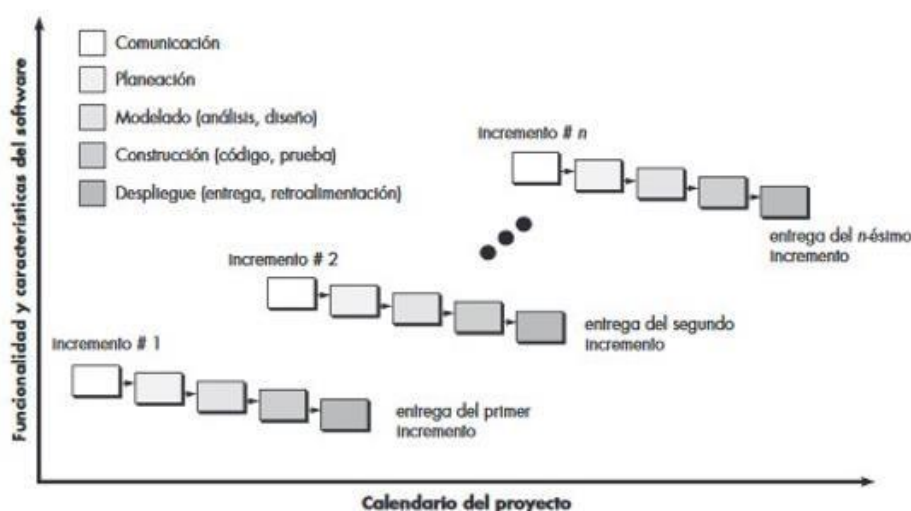 Funcionalidad y características del software
Comunicación
Planeación
Modelado (análisis, diseño)
Construcción (código, prueba)
Despliegue (entrega, retroalimentación)
incremento # n
entrega del n-ésimo
incremento
incremento # 2
entrega del segundo
incremento
incremento # 1
entrega del primer
incremento
Calendario del proyecto